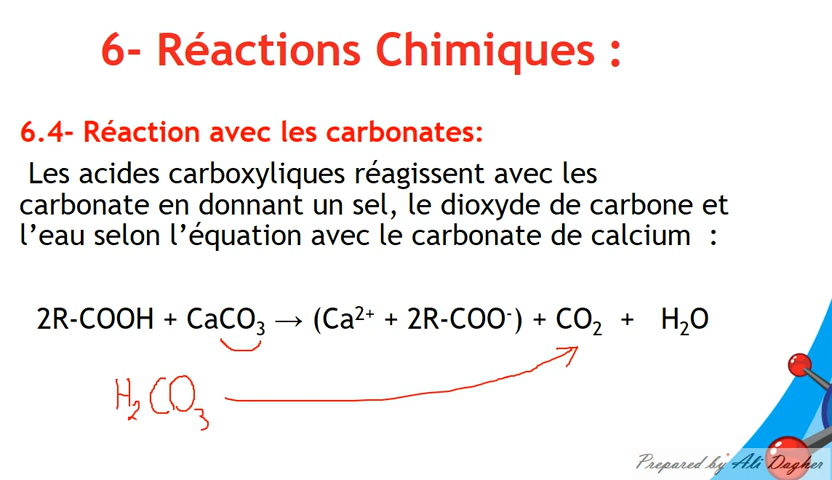 6- Réactions Chimiques :
6.4- Réaction avec les carbonates:
Les acides carboxyliques réagissent avec les
carbonate en donnant un sel, le dioxyde de carbone et
l'eau selon l'équation avec le carbonate de calcium :
2R-COOH + CaCO₃ → (Ca²⁺ + 2R-COO⁻) + CO₂ + H₂O
H₂CO₃
Prepared by Ali Dagher